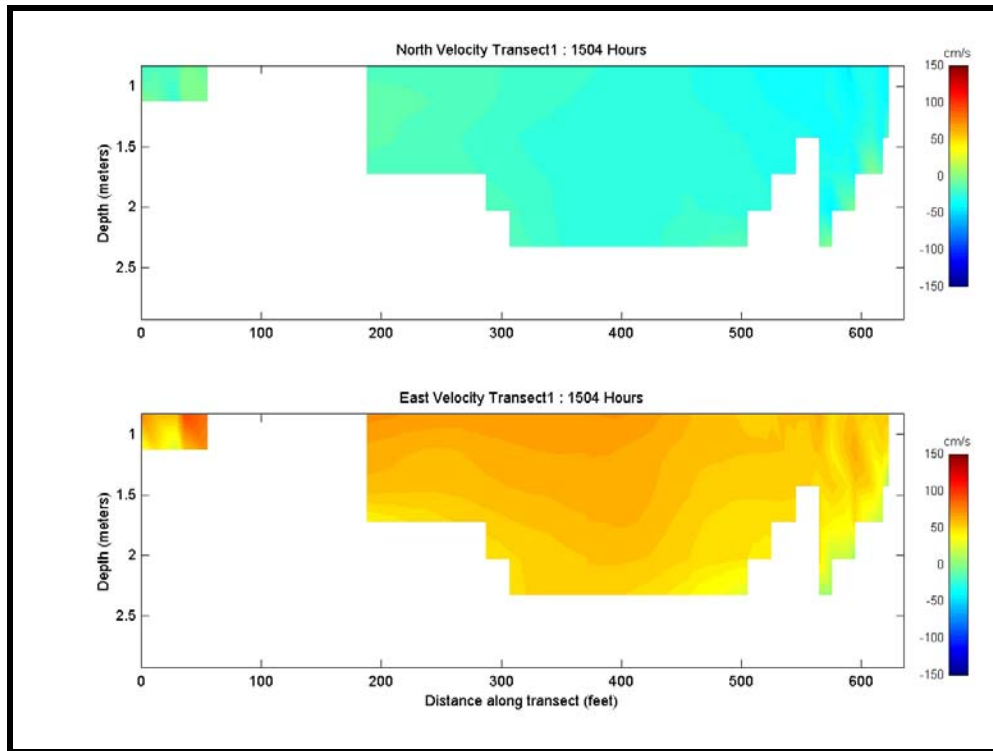 North Velocity Transect1 : 1504 Hours
cm/s
150
100
50
0
-50
-100
-150
Depth (meters)
1
1.5
2
2.5
0 100 200 300 400 500 600
East Velocity Transect1 : 1504 Hours
cm/s
150
100
50
0
-50
-100
-150
Depth (meters)
1
1.5
2
2.5
0 100 200 300 400 500 600
Distance along transect (feet)